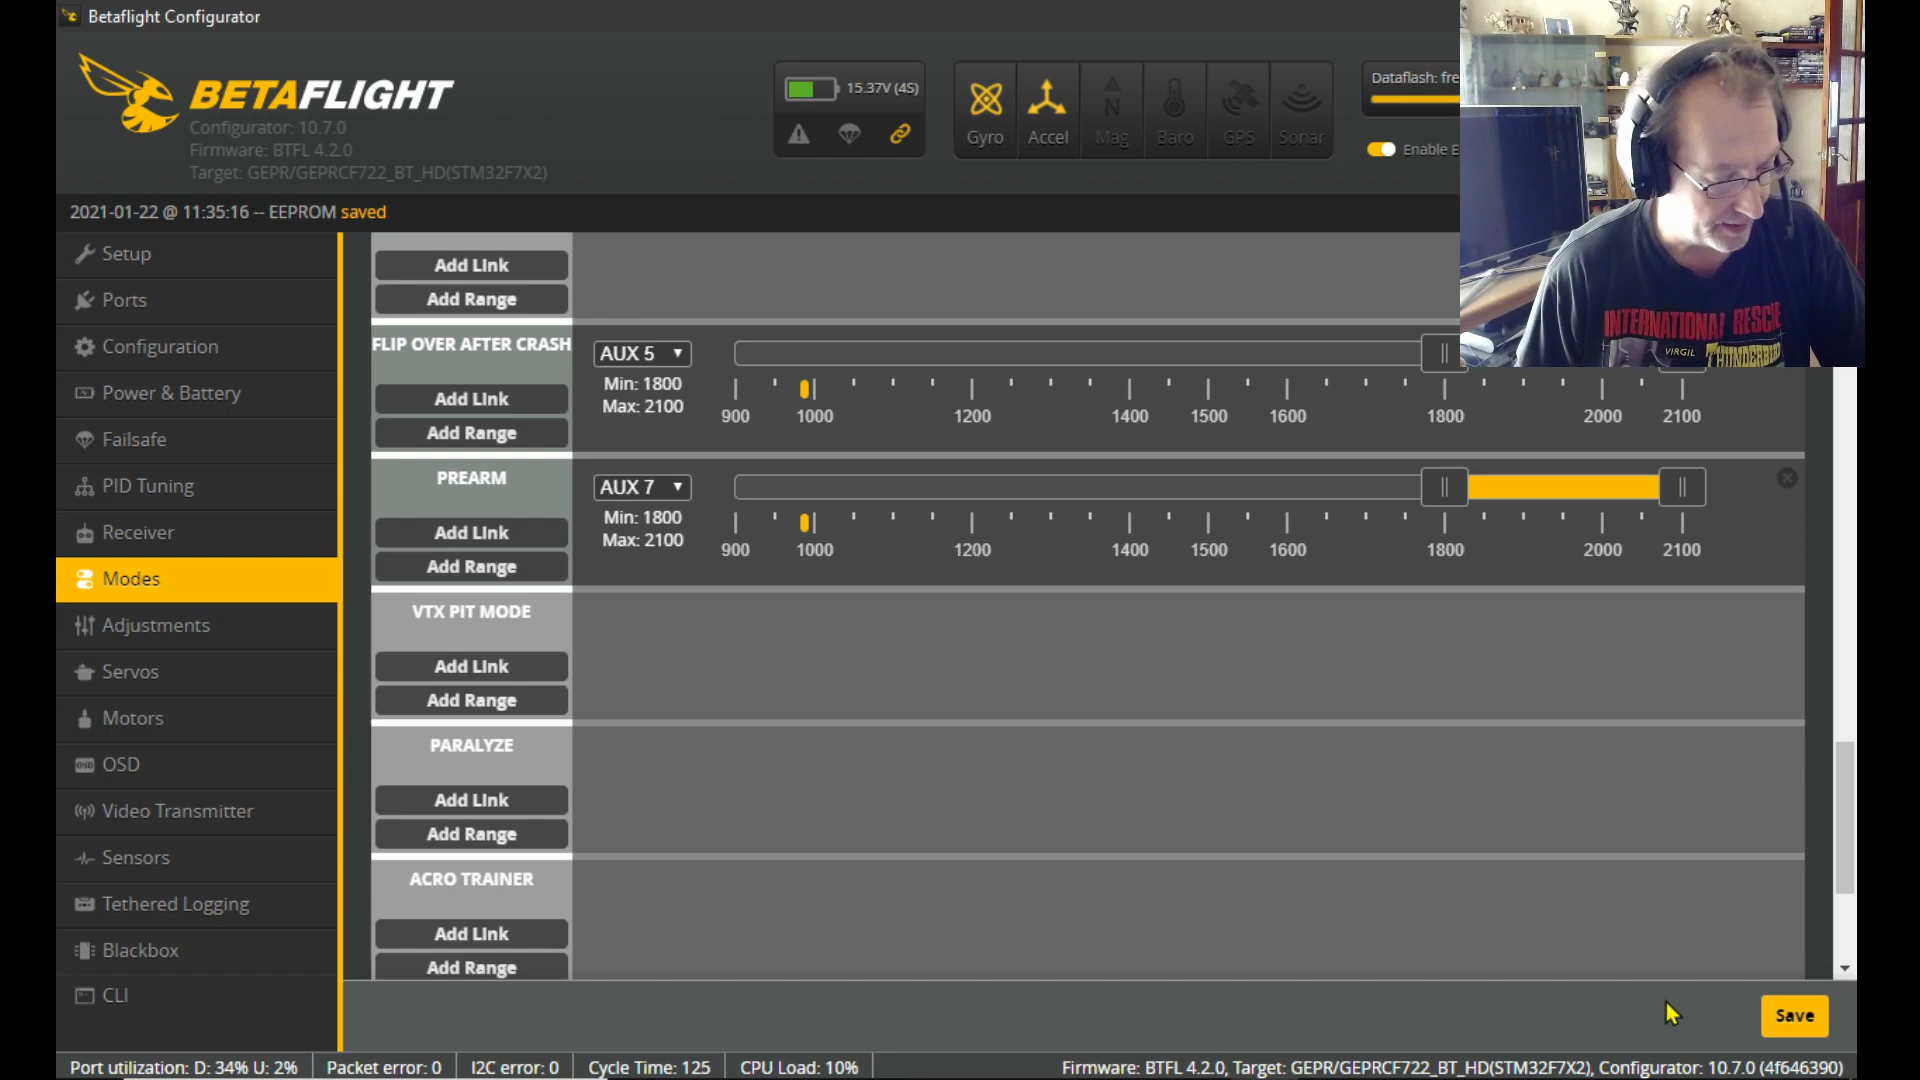 Betaflight Configurator
BETAFLIGHT
Configurator: 10.7.0
Firmware: BTFL 4.2.0
Target: GEPR/GEPRCF722_BT_HD(STM32F7X2)
15.37V (4S)
Gyro
Accel
N
Mag
Baro
GPS
Sonar
Dataflash: fre
Enable E
2021-01-22 @ 11:35:16 -- EEPROM saved
Setup
Ports
Configuration
Power & Battery
Failsafe
PID Tuning
Receiver
Modes
Adjustments
Servos
Motors
OSD
Video Transmitter
Sensors
Tethered Logging
Blackbox
CLI
Add Link
Add Range
FLIP OVER AFTER CRASH
Add Link
Add Range
AUX 5
Min: 1800
Max: 2100
900 1000 1200 1400 1500 1600 1800 2000 2100
PREARM
Add Link
Add Range
AUX 7
Min: 1800
Max: 2100
900 1000 1200 1400 1500 1600 1800 2000 2100
VTX PIT MODE
Add Link
Add Range
PARALYZE
Add Link
Add Range
ACRO TRAINER
Add Link
Add Range
INTERNATIONAL RESCUE
VIRGIL
Save
Port utilization: D: 34% U: 2%
Packet error: 0
I2C error: 0
Cycle Time: 125
CPU Load: 10%
Firmware: BTFL 4.2.0, Target: GEPR/GEPRCF722_BT_HD(STM32F7X2), Configurator: 10.7.0 (4f646390)